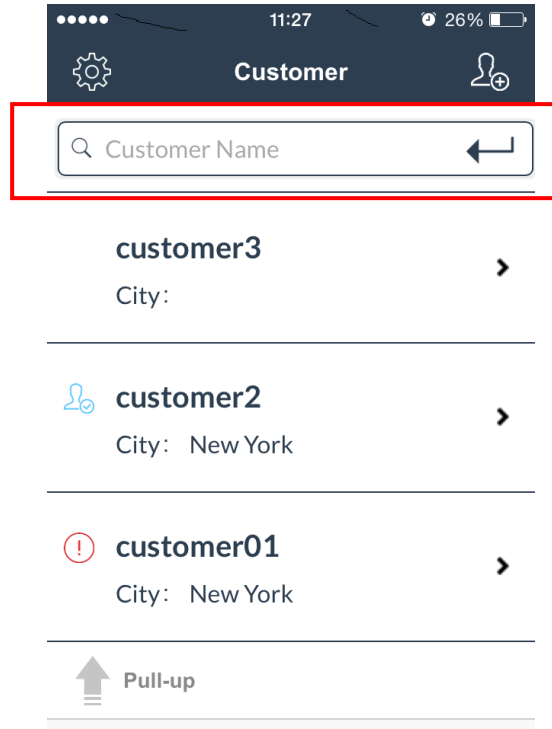 11:27 26%
Customer
Customer Name
customer3
City:
customer2
City: New York
customer01
City: New York
Pull-up